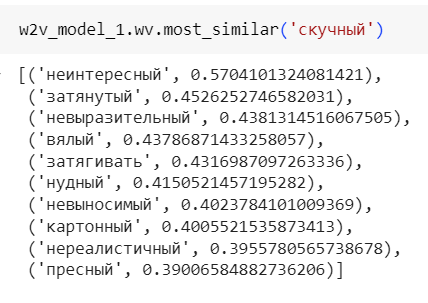 w2v_model_1.wv.most_similar('скучный')
[('неинтересный', 0.5704101324081421),
('затянутый', 0.4526252746582031),
('невыразительный', 0.4381314516067505),
('вялый', 0.43786871433258057),
('затягивать', 0.4316987097263336),
('нудный', 0.4150521457195282),
('невыносимый', 0.4023784101009369),
('картонный', 0.4005521535873413),
('нереалистичный', 0.3955780565738678),
('пресный', 0.39006584882736206)]